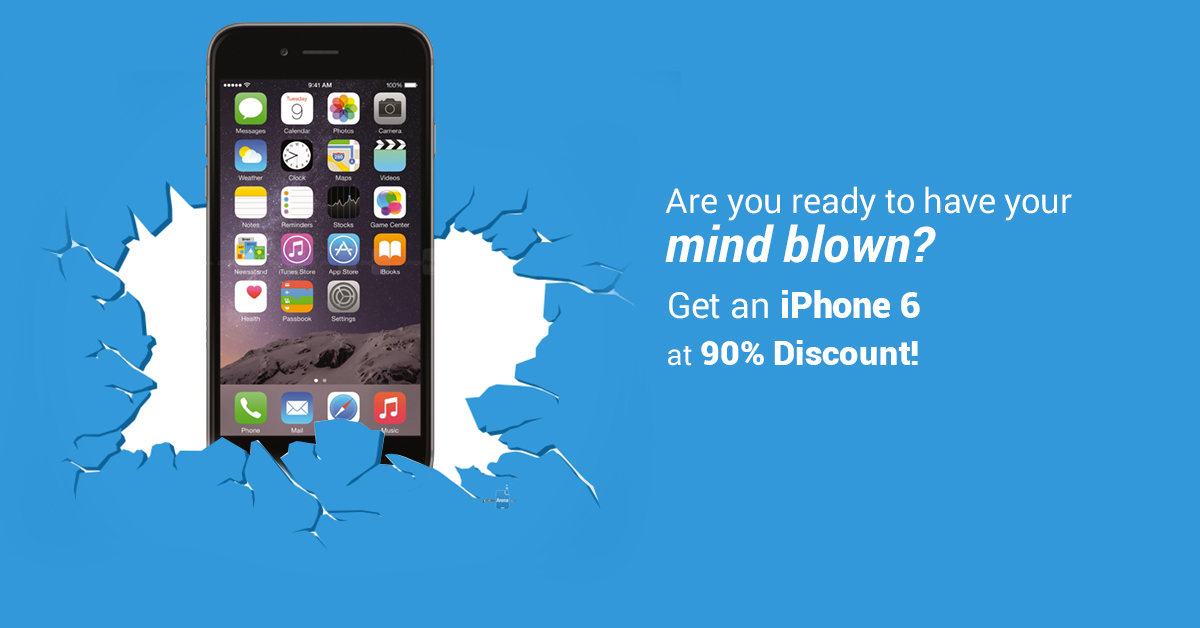 9:41 AM 100%
Tuesday
9
Messages Calendar Photos Camera
280
Weather Clock Maps Videos
Notes Reminders Stocks Game Center
Newsstand iTunes Store App Store iBooks
Health Passbook Settings
Phone Mail Music
Arena
Are you ready to have your
mind blown?
Get an iPhone 6
at 90% Discount!